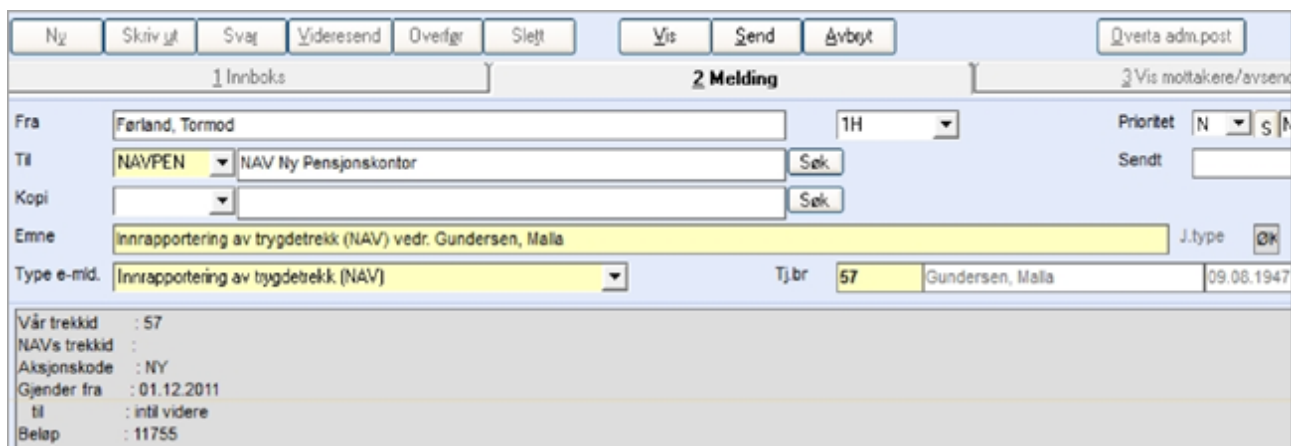 Ny Skriv ut Svar Videresend Overfør Slett Vis Send Avbryt Overta adm.post
1 Innboks 2 Melding 3 Vis mottakere/avsend
Fra Førland, Tormod 1H Prioritet N S
Til NAVPEN NAV Ny Pensjonskontor Søk Sendt
Kopi Søk
Emne Innrapportering av trygdetrekk (NAV) vedr. Gundersen, Malla J.type ØK
Type e-mld. Innrapportering av trygdetrekk (NAV) Tj.br 57 Gundersen, Malla 09.08.1947
Vår trekkid : 57
NAVs trekkid :
Aksjonskode : NY
Gjender fra : 01.12.2011
til : intil videre
Beløp : 11755